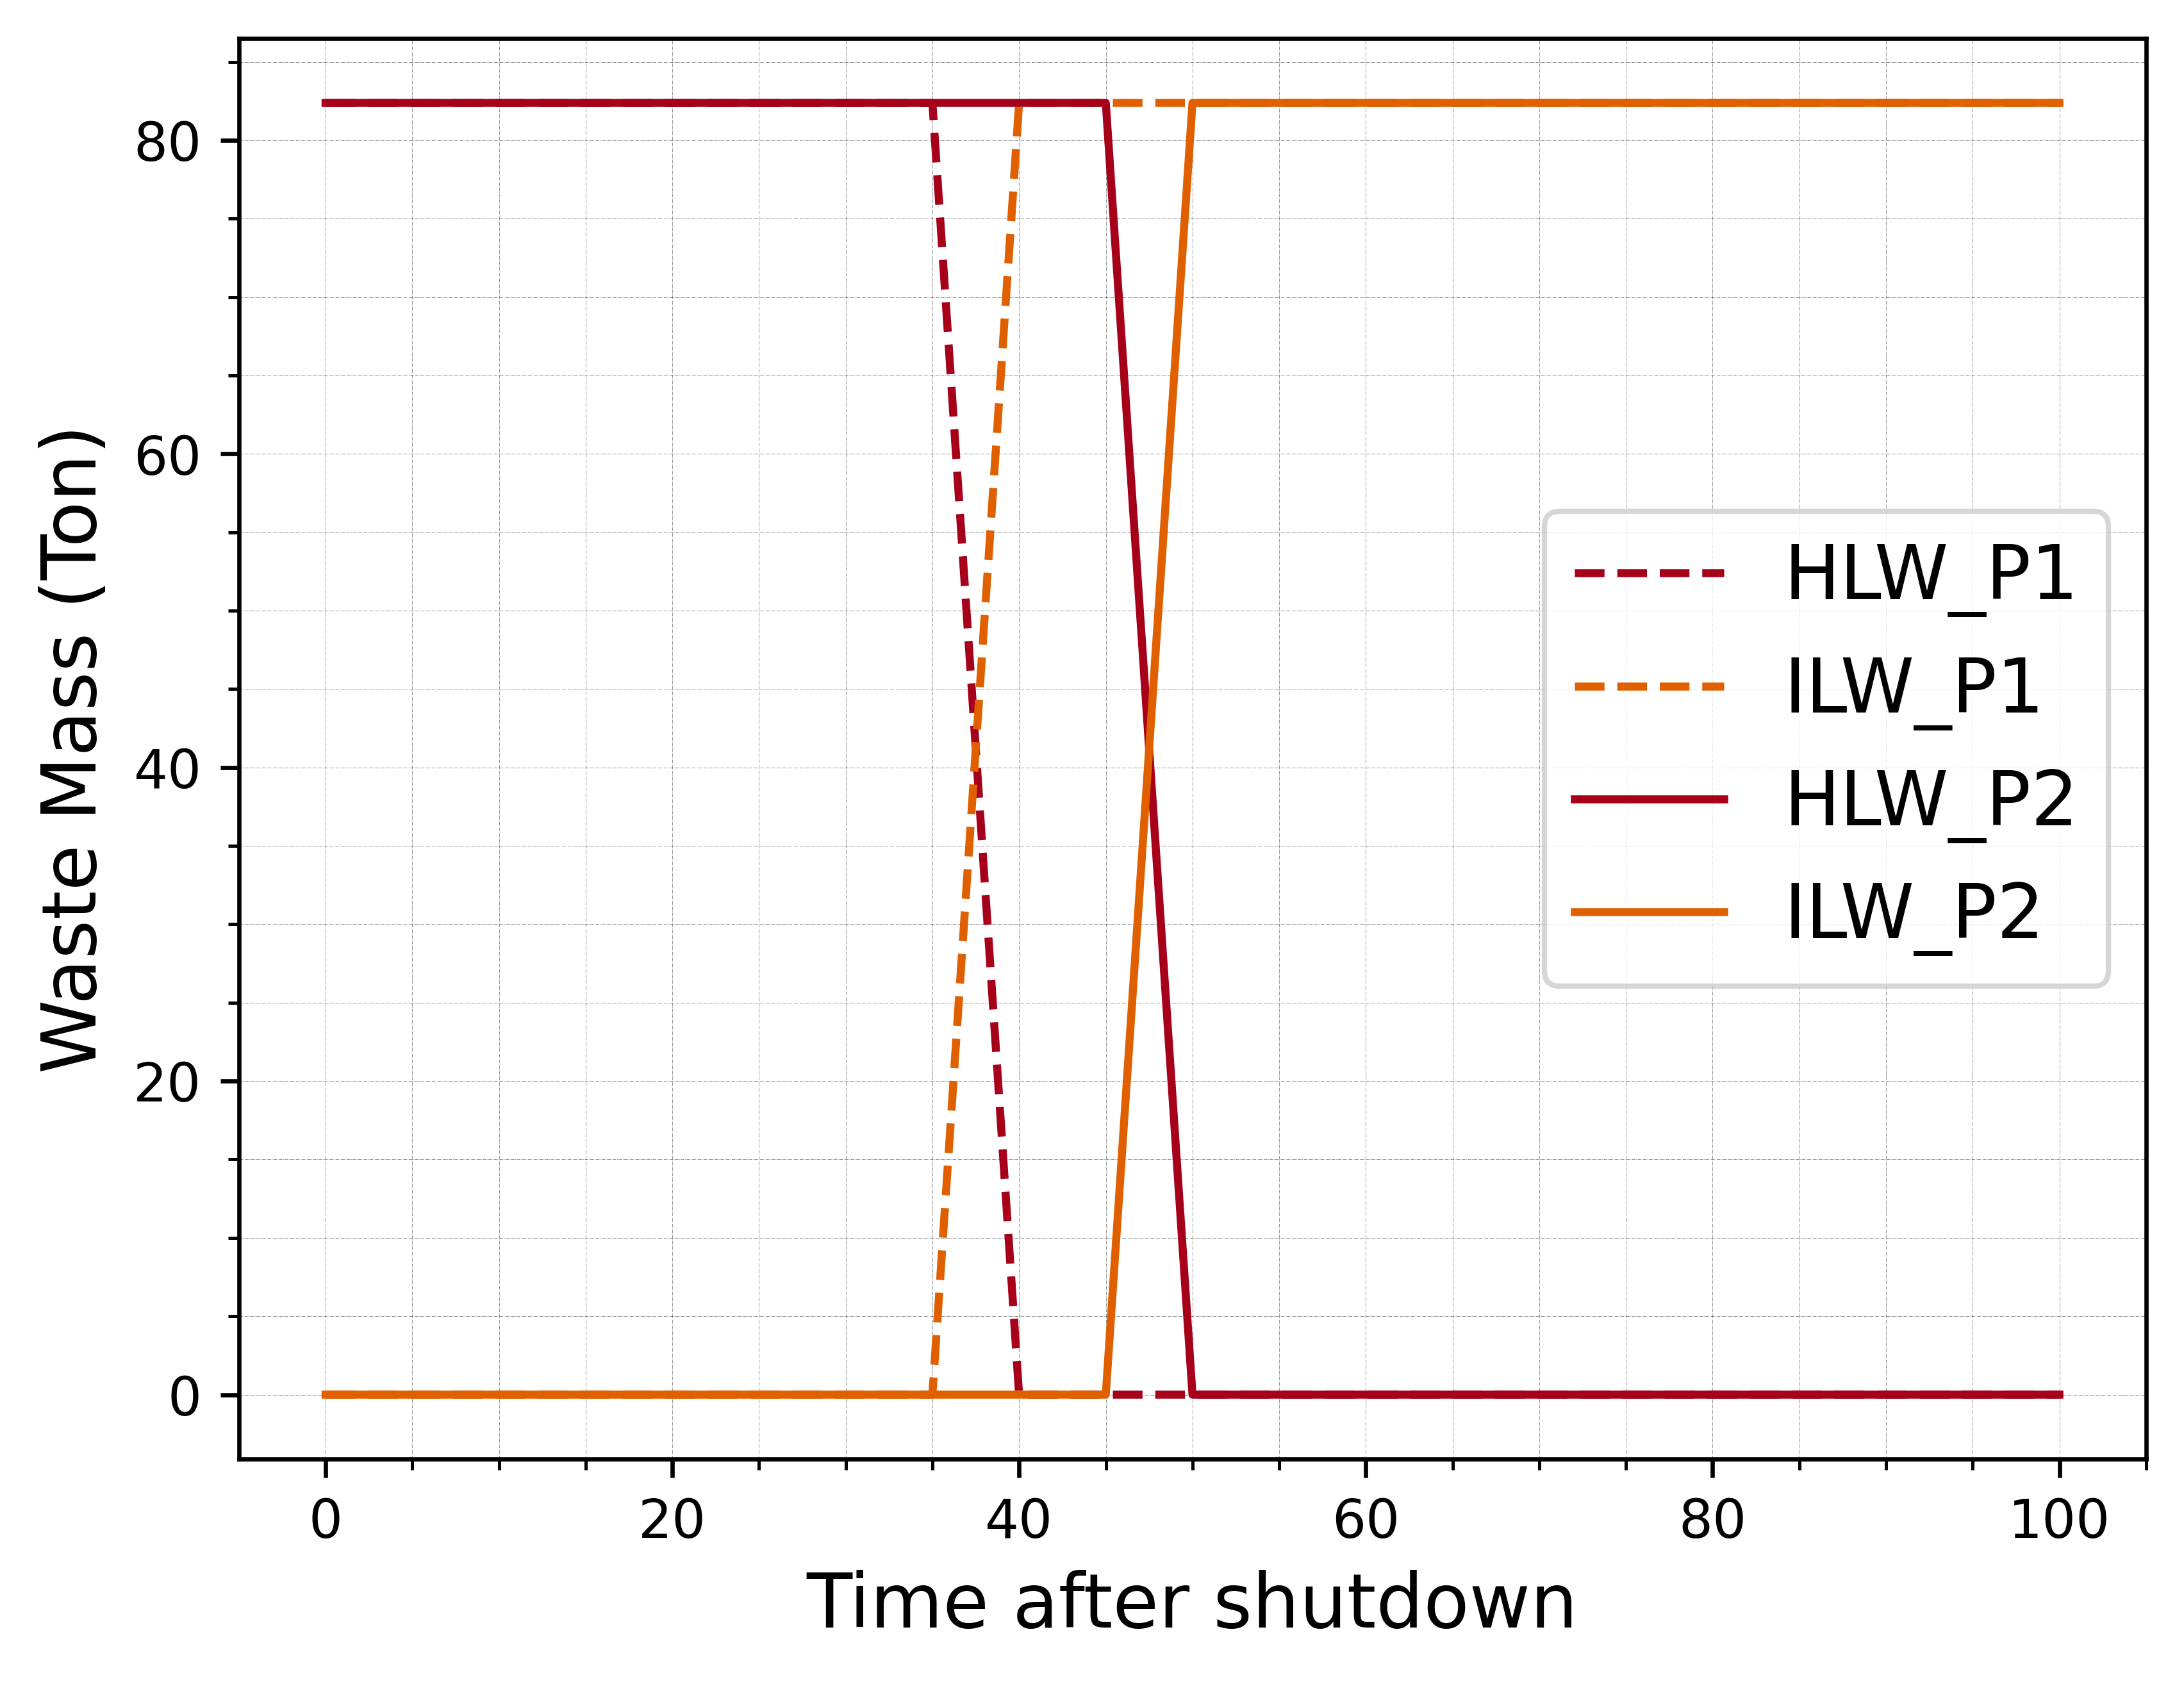 Waste Mass (Ton)
80
60
40
20
0
HLW_P1
ILW_P1
HLW_P2
ILW_P2
0 20 40 60 80 100
Time after shutdown